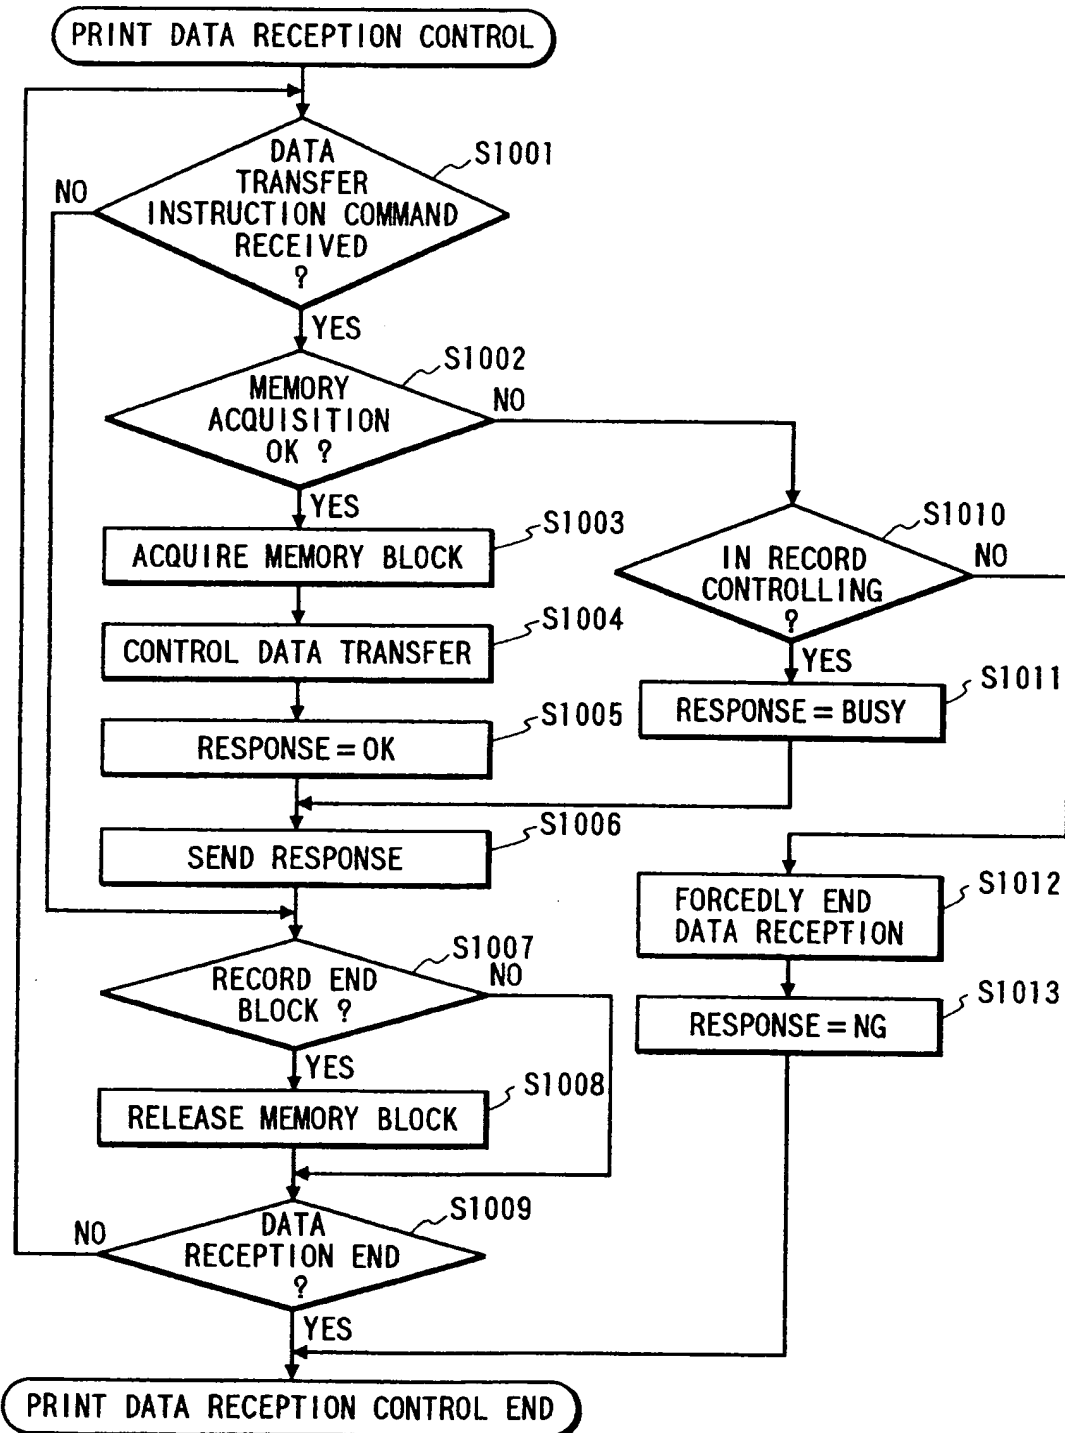 PRINT DATA RECEPTION CONTROL
DATA
TRANSFER
INSTRUCTION COMMAND
RECEIVED
?
S1001
NO
YES
MEMORY
ACQUISITION
OK ?
S1002
NO
YES
ACQUIRE MEMORY BLOCK
S1003
CONTROL DATA TRANSFER
S1004
RESPONSE=OK
S1005
IN RECORD
CONTROLLING
?
S1010
NO
YES
RESPONSE=BUSY
S1011
SEND RESPONSE
S1006
FORCEDLY END
DATA RECEPTION
S1012
RESPONSE=NG
S1013
RECORD END
BLOCK ?
S1007
NO
YES
RELEASE MEMORY BLOCK
S1008
DATA
RECEPTION END
?
S1009
NO
YES
PRINT DATA RECEPTION CONTROL END